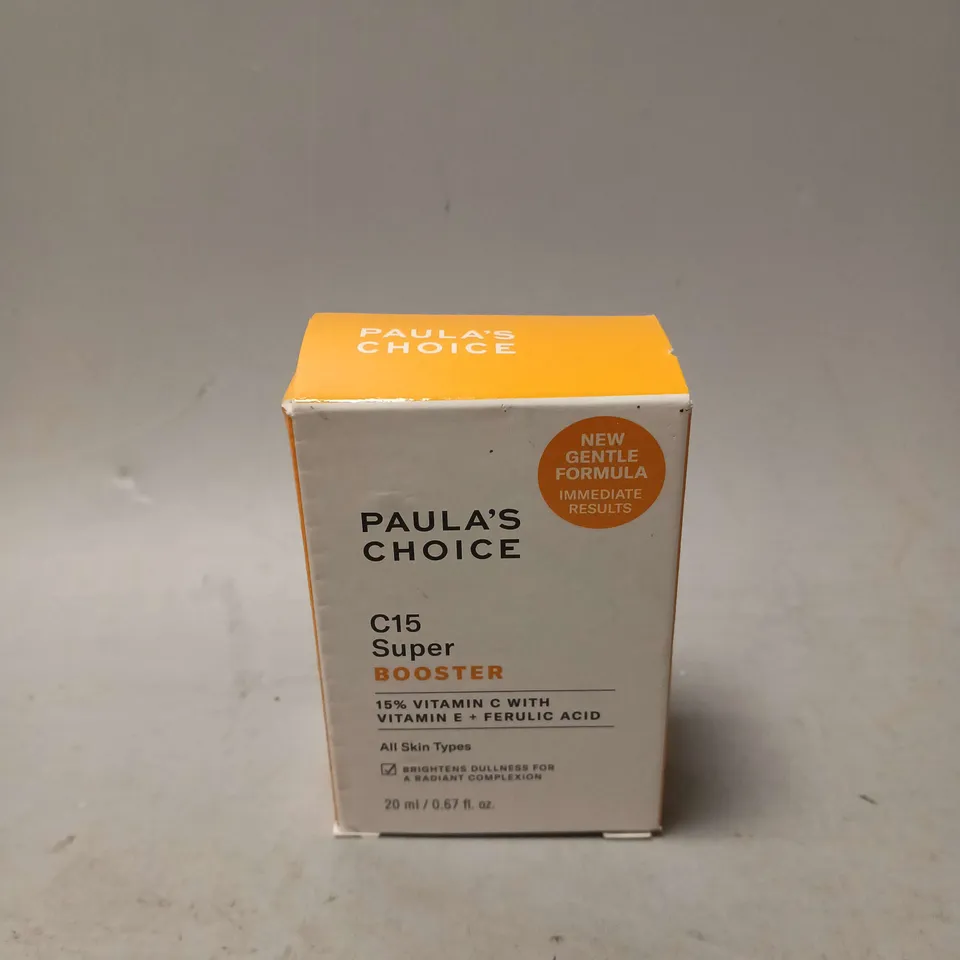 PAULA'S
CHOICE
NEW
GENTLE
FORMULA
IMMEDIATE
RESULTS
PAULA'S
CHOICE
C15
Super
BOOSTER
15% VITAMIN C WITH
VITAMIN E + FERULIC ACID
All Skin Types
BRIGHTENS DULLNESS FOR
A RADIANT COMPLEXION
20 ml / 0.67 fl. oz.